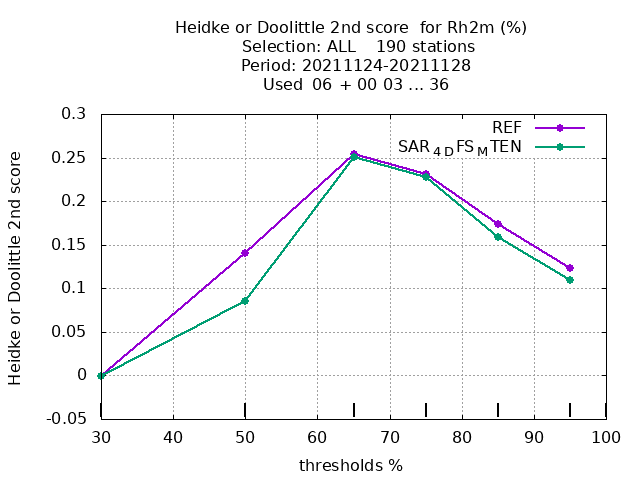 Heidke or Doolittle 2nd score  for Rh2m (%)
Selection: ALL    190 stations
Period: 20211124-20211128
Used  06 + 00 03 ... 36
0.3
0.25
0.2
0.15
0.1
0.05
0
-0.05
Heidke or Doolittle 2nd score
REF
SAR4DFSMTEN
30 40 50 60 70 80 90 100
thresholds %